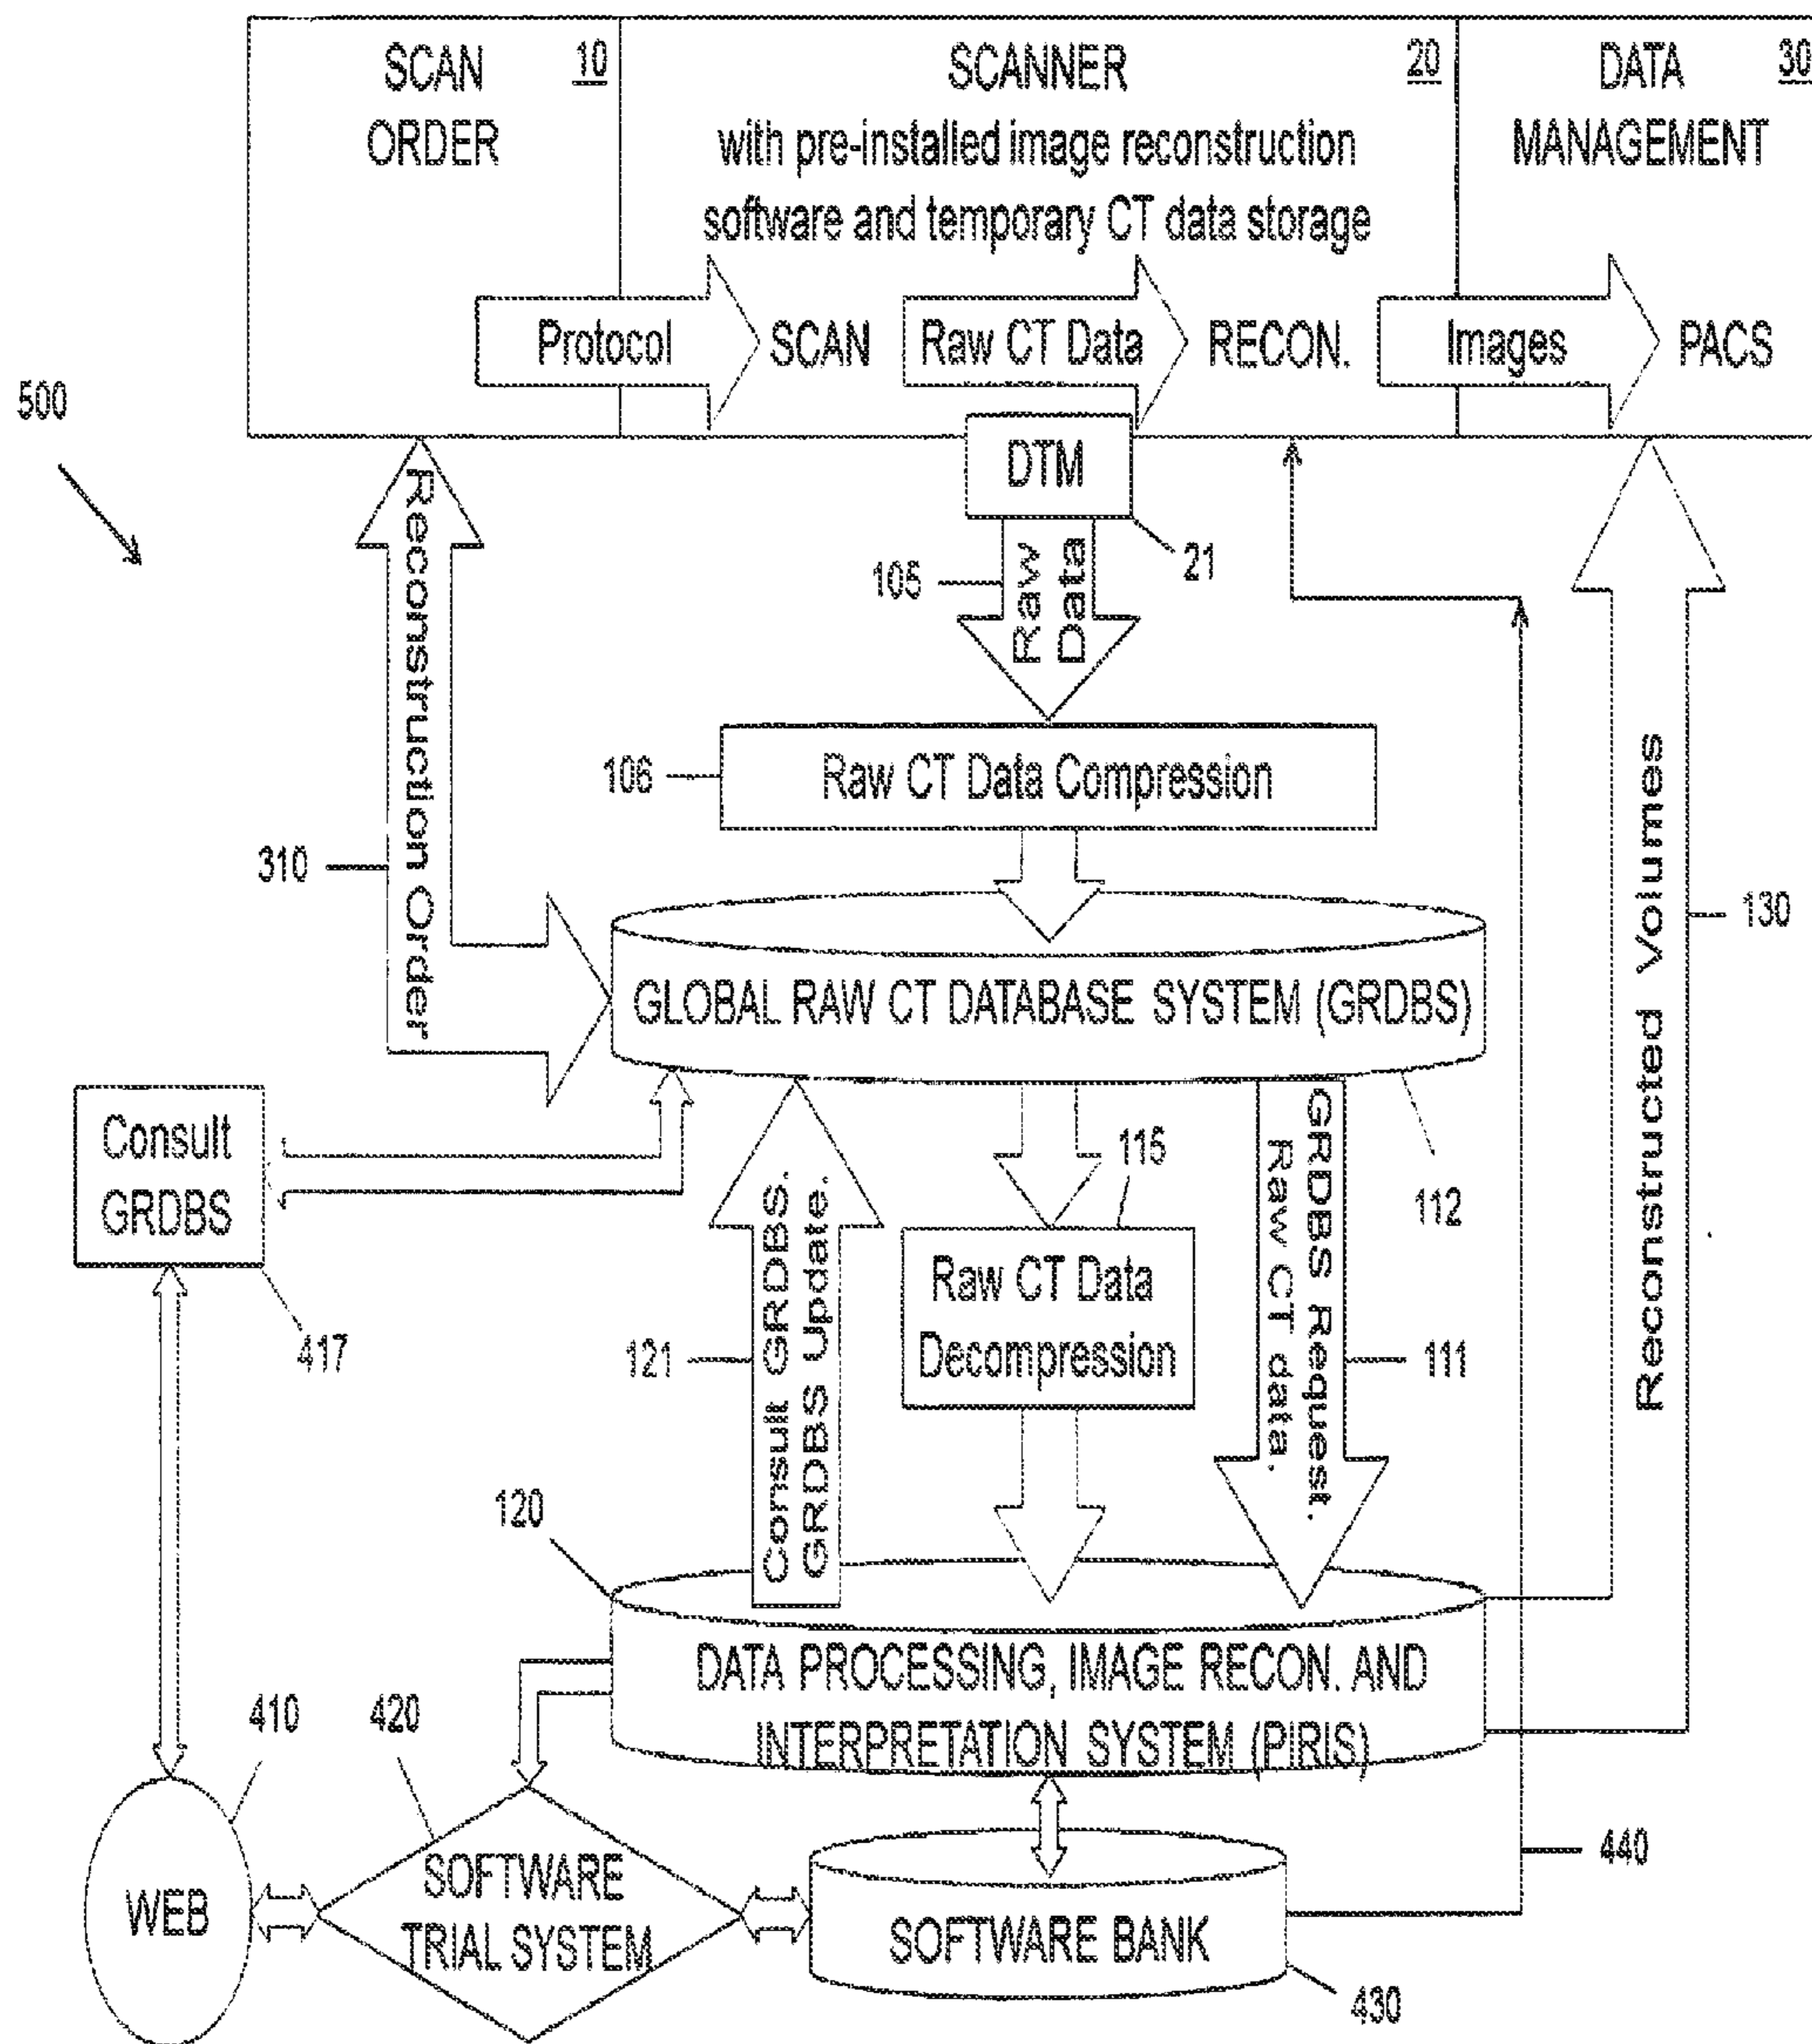 SCAN 10
ORDER
SCANNER 20
with pre-installed image reconstruction
software and temporary CT data storage
DATA 30
MANAGEMENT
Protocol
SCAN
Raw CT Data
RECON.
Images
PACS
500
DTM
21
105
Raw
Data
Reconstruction Order
106
Raw CT Data Compression
310
Reconstructed Volumes
130
GLOBAL RAW CT DATABASE SYSTEM (GRDBS)
112
Consult
GRDBS
417
Consult GRDBS.
GRDBS Update.
121
115
Raw CT Data
Decompression
GRDBS Request.
Raw CT data.
111
120
DATA PROCESSING, IMAGE RECON. AND
INTERPRETATION SYSTEM (PIRIS)
410
420
WEB
SOFTWARE
TRIAL SYSTEM
SOFTWARE BANK
430
440